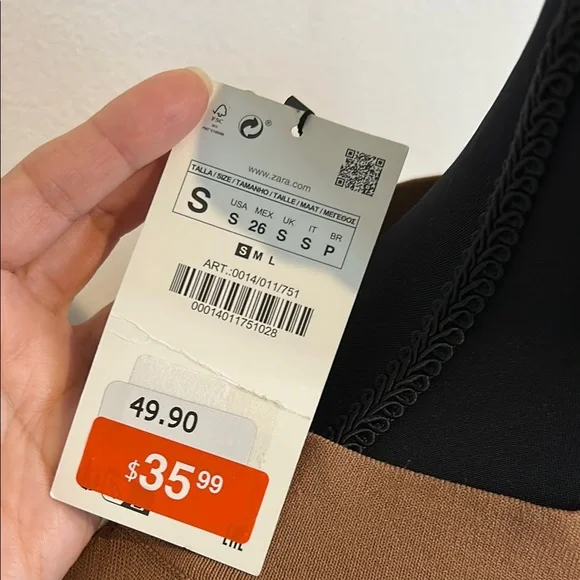 FSC
®
www.zara.com
TALLA / SIZE / TAMANHO / TAILLE / MAAT / ΜΕΓΕΘΟΣ
S
USA MEX UK IT BR
S 26 S S P
S M L
ART.:0014/011/751
00014011751028
49.90
$35.99